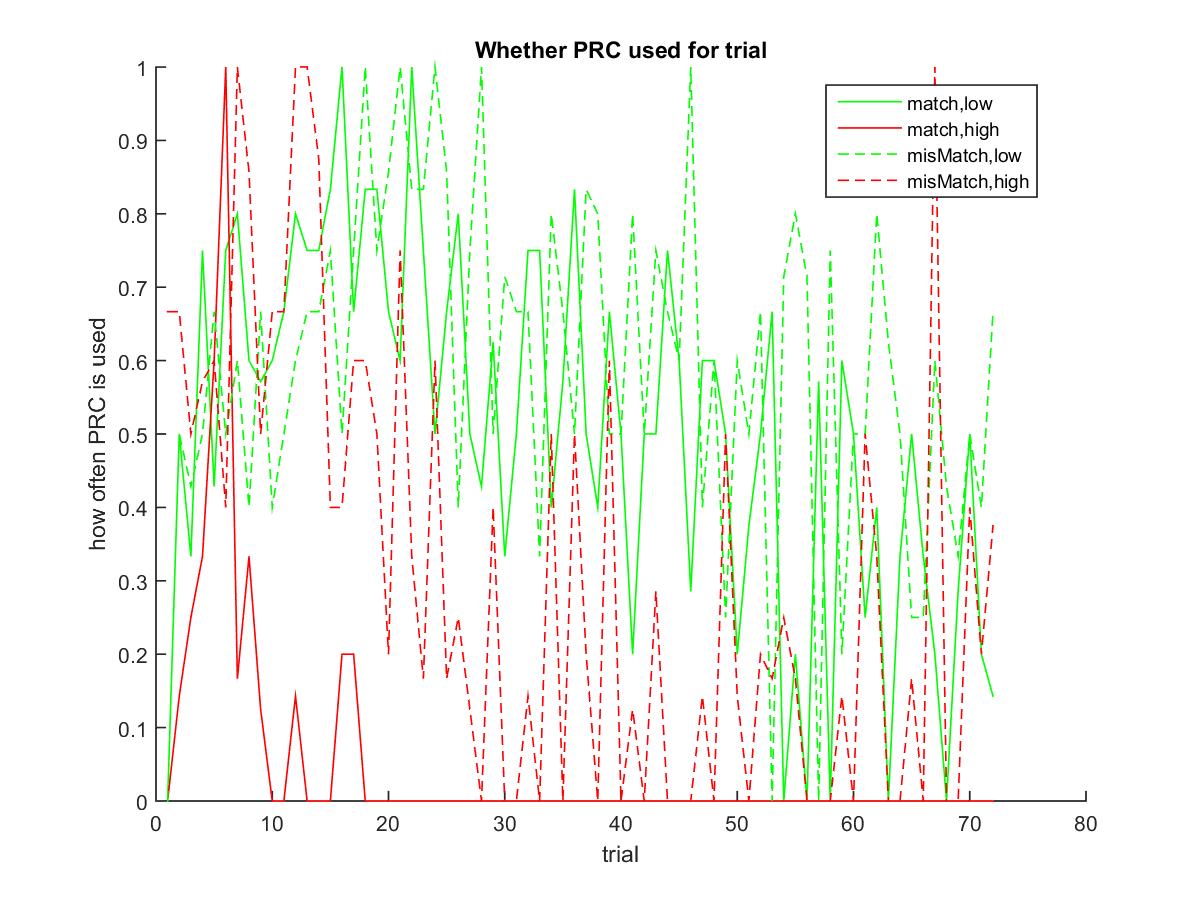 Whether PRC used for trial
1
0.9
0.8
0.7
0.6
0.5
0.4
0.3
0.2
0.1
0
how often PRC is used
match,low
match,high
misMatch,low
misMatch,high
0 10 20 30 40 50 60 70 80
trial